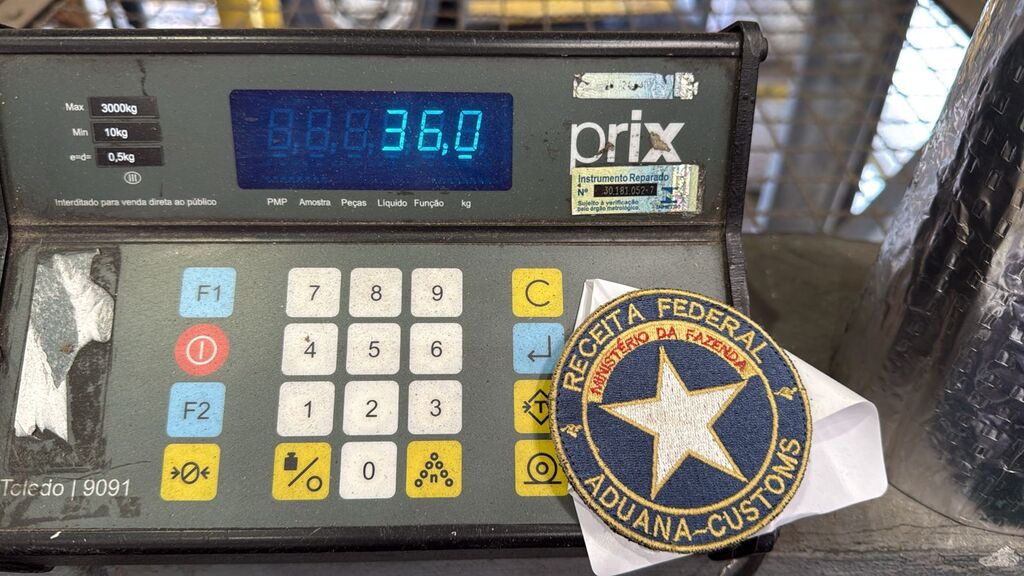 Max 3000kg
Min 10kg
e=d= 0,5kg
III
Interditado para venda direta ao público
36,0
PMP Amostra Peças Líquido Função kg
prix
Instrumento Reparado
Nº 30.181.052-7
Sujeito à verificação
pelo órgão metrológico
F1
F2
7 8 9
4 5 6
1 2 3
0
n
C
T
>0<
Toledo | 9091
RECEITA FEDERAL
MINISTÉRIO DA FAZENDA
ADUANA-CUSTOMS